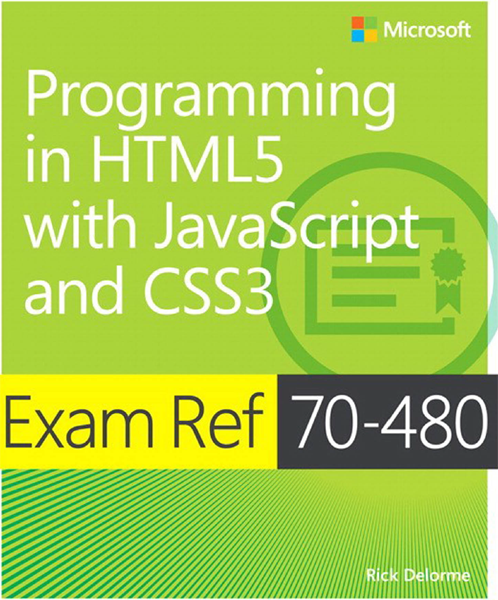 Microsoft
Programming
in HTML5
with JavaScript
and CSS3
Exam Ref 70-480
Rick Delorme